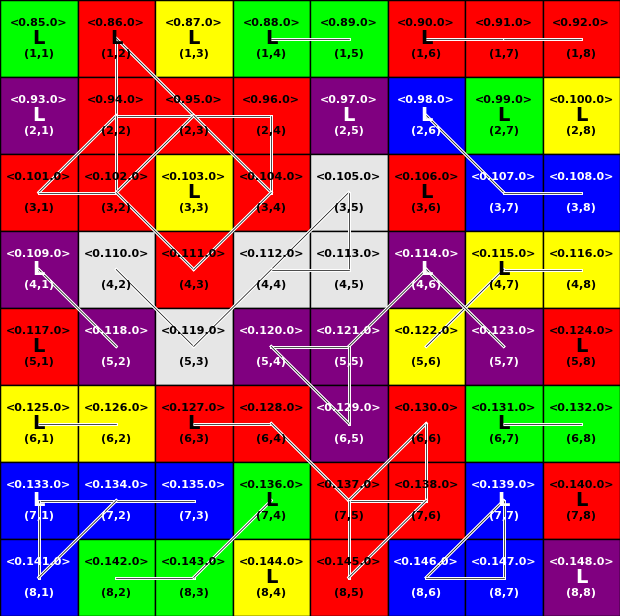 <0.85.0> <0.86.0> <0.87.0> <0.88.0> <0.89.0> <0.90.0> <0.91.0> <0.92.0>
L L L L L
(1,1) (1,2) (1,3) (1,4) (1,5) (1,6) (1,7) (1,8)
<0.93.0> <0.94.0> <0.95.0> <0.96.0> <0.97.0> <0.98.0> <0.99.0> <0.100.0>
L L L L L
(2,1) (2,2) (2,3) (2,4) (2,5) (2,6) (2,7) (2,8)
<0.101.0> <0.102.0> <0.103.0> <0.104.0> <0.105.0> <0.106.0> <0.107.0> <0.108.0>
L L
(3,1) (3,2) (3,3) (3,4) (3,5) (3,6) (3,7) (3,8)
<0.109.0> <0.110.0> <0.111.0> <0.112.0> <0.113.0> <0.114.0> <0.115.0> <0.116.0>
L L L
(4,1) (4,2) (4,3) (4,4) (4,5) (4,6) (4,7) (4,8)
<0.117.0> <0.118.0> <0.119.0> <0.120.0> <0.121.0> <0.122.0> <0.123.0> <0.124.0>
L L
(5,1) (5,2) (5,3) (5,4) (5,5) (5,6) (5,7) (5,8)
<0.125.0> <0.126.0> <0.127.0> <0.128.0> <0.129.0> <0.130.0> <0.131.0> <0.132.0>
L L L
(6,1) (6,2) (6,3) (6,4) (6,5) (6,6) (6,7) (6,8)
<0.133.0> <0.134.0> <0.135.0> <0.136.0> <0.137.0> <0.138.0> <0.139.0> <0.140.0>
L L L L
(7,1) (7,2) (7,3) (7,4) (7,5) (7,6) (7,7) (7,8)
<0.141.0> <0.142.0> <0.143.0> <0.144.0> <0.145.0> <0.146.0> <0.147.0> <0.148.0>
L L
(8,1) (8,2) (8,3) (8,4) (8,5) (8,6) (8,7) (8,8)